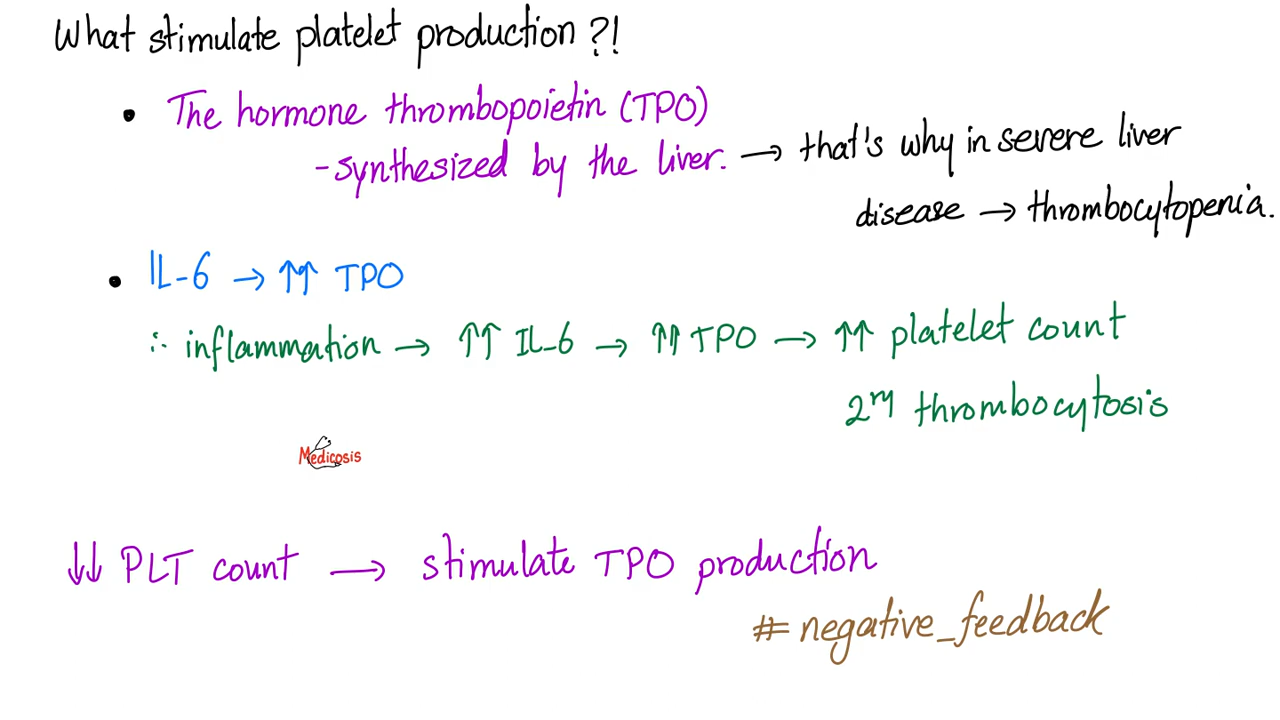 What stimulate platelet production ?!
• The hormone thrombopoietin (TPO)
- synthesized by the liver. → that's why in severe liver
disease → thrombocytopenia.
• IL-6 → ↑↑ TPO
∴ inflammation → ↑↑ IL-6 → ↑↑ TPO → ↑↑ platelet count
2ry thrombocytosis
Medicosis
↓↓ PLT count → stimulate TPO production
# negative_feedback